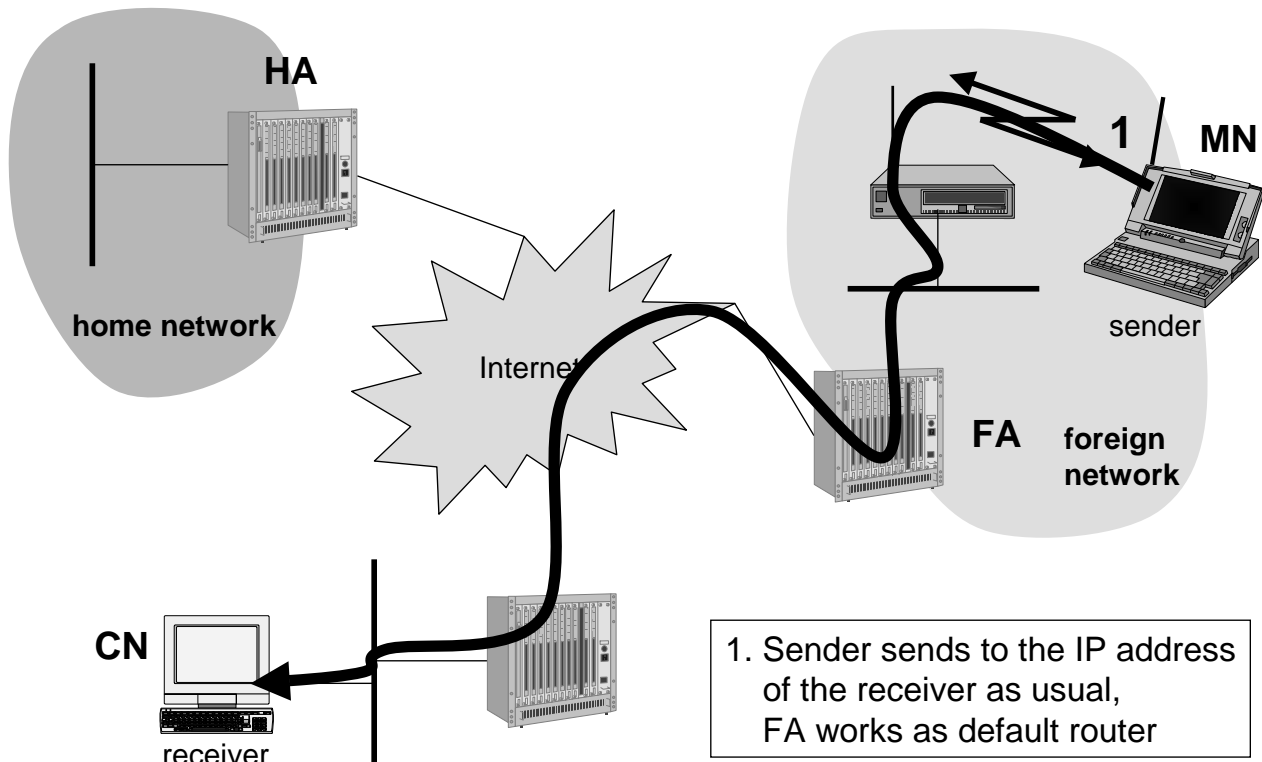 HA
1
MN
home network
sender
Internet
FA
foreign
network
CN
receiver
1. Sender sends to the IP address
of the receiver as usual,
FA works as default router